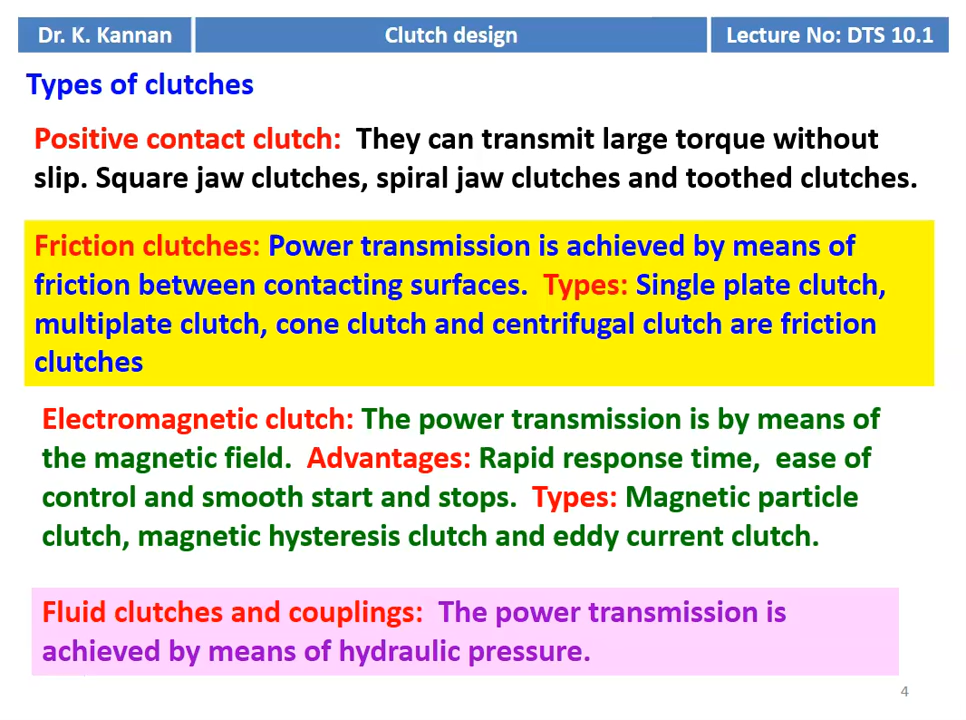 Dr. K. Kannan
Clutch design
Lecture No: DTS 10.1
Types of clutches
Positive contact clutch: They can transmit large torque without
slip. Square jaw clutches, spiral jaw clutches and toothed clutches.
Friction clutches: Power transmission is achieved by means of
friction between contacting surfaces. Types: Single plate clutch,
multiplate clutch, cone clutch and centrifugal clutch are friction
clutches
Electromagnetic clutch: The power transmission is by means of
the magnetic field. Advantages: Rapid response time, ease of
control and smooth start and stops. Types: Magnetic particle
clutch, magnetic hysteresis clutch and eddy current clutch.
Fluid clutches and couplings: The power transmission is
achieved by means of hydraulic pressure.
4